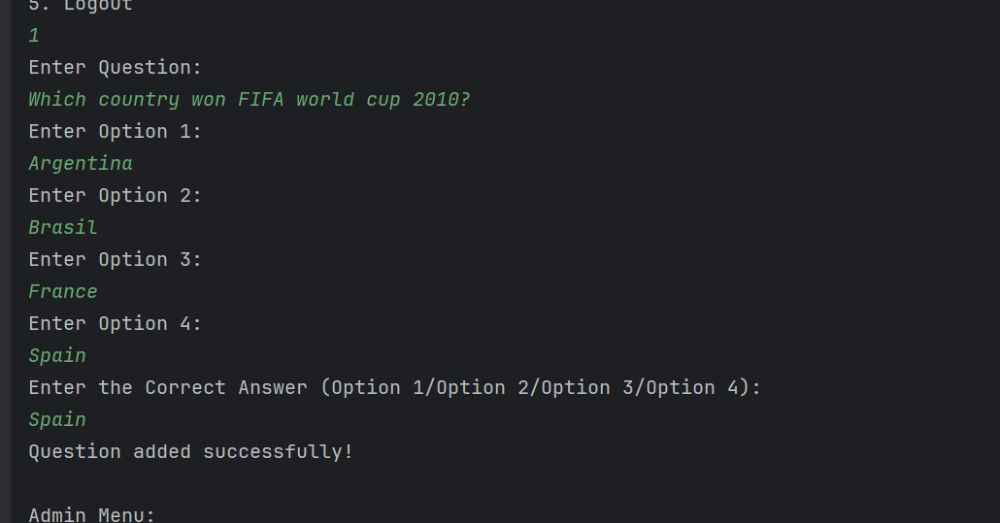 5. Logout
1
Enter Question:
Which country won FIFA world cup 2010?
Enter Option 1:
Argentina
Enter Option 2:
Brasil
Enter Option 3:
France
Enter Option 4:
Spain
Enter the Correct Answer (Option 1/Option 2/Option 3/Option 4):
Spain
Question added successfully!
Admin Menu: